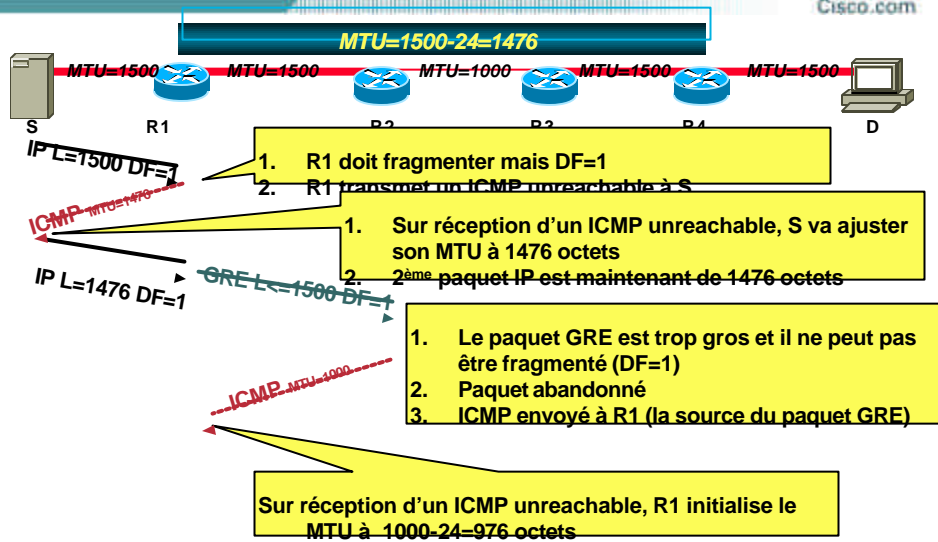 Cisco.com
MTU=1500-24=1476
MTU=1500 MTU=1500 MTU=1000 MTU=1500 MTU=1500
S R1 R2 R3 R4 D
IP L=1500 DF=1
1. R1 doit fragmenter mais DF=1
2. R1 transmet un ICMP unreachable à S
ICMP MTU=1476
1. Sur réception d'un ICMP unreachable, S va ajuster
son MTU à 1476 octets
2. 2ème paquet IP est maintenant de 1476 octets
IP L=1476 DF=1
GRE L<=1500 DF=1
1. Le paquet GRE est trop gros et il ne peut pas
être fragmenté (DF=1)
2. Paquet abandonné
3. ICMP envoyé à R1 (la source du paquet GRE)
ICMP MTU=1000
Sur réception d'un ICMP unreachable, R1 initialise le
MTU à 1000-24=976 octets